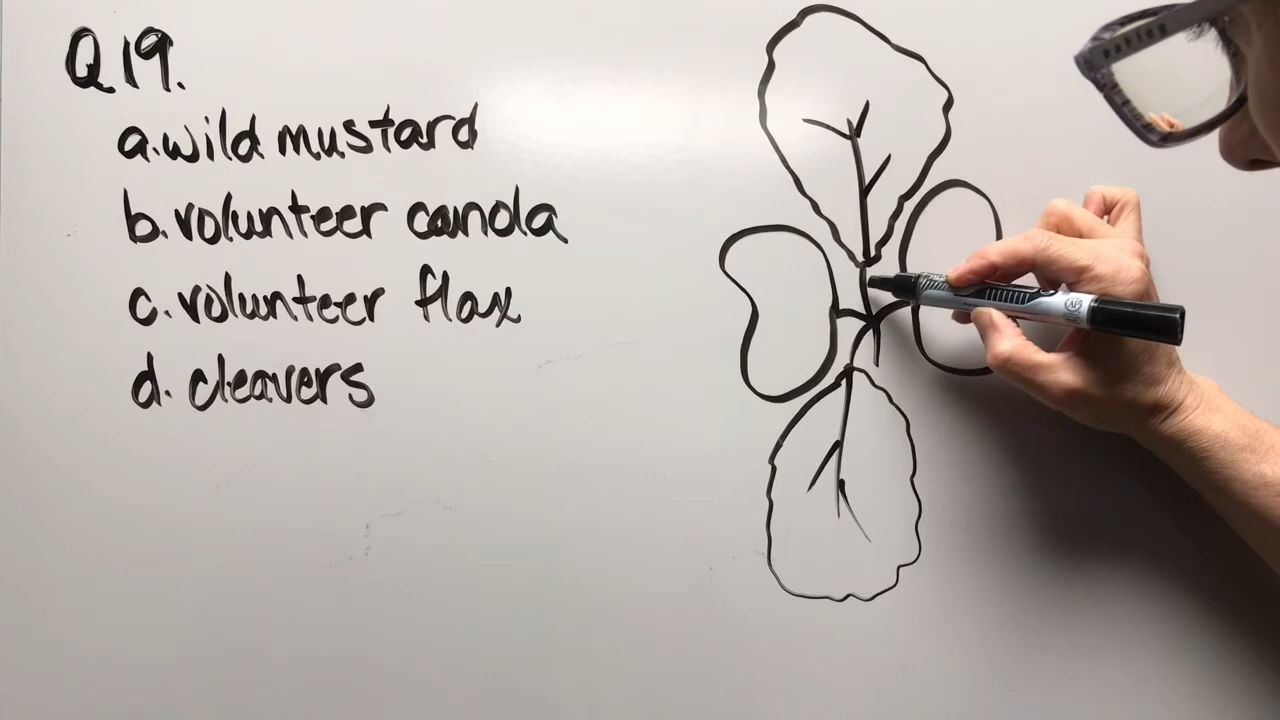 Q19.
a. wild mustard
b. volunteer canola
c. volunteer flax
d. cleavers